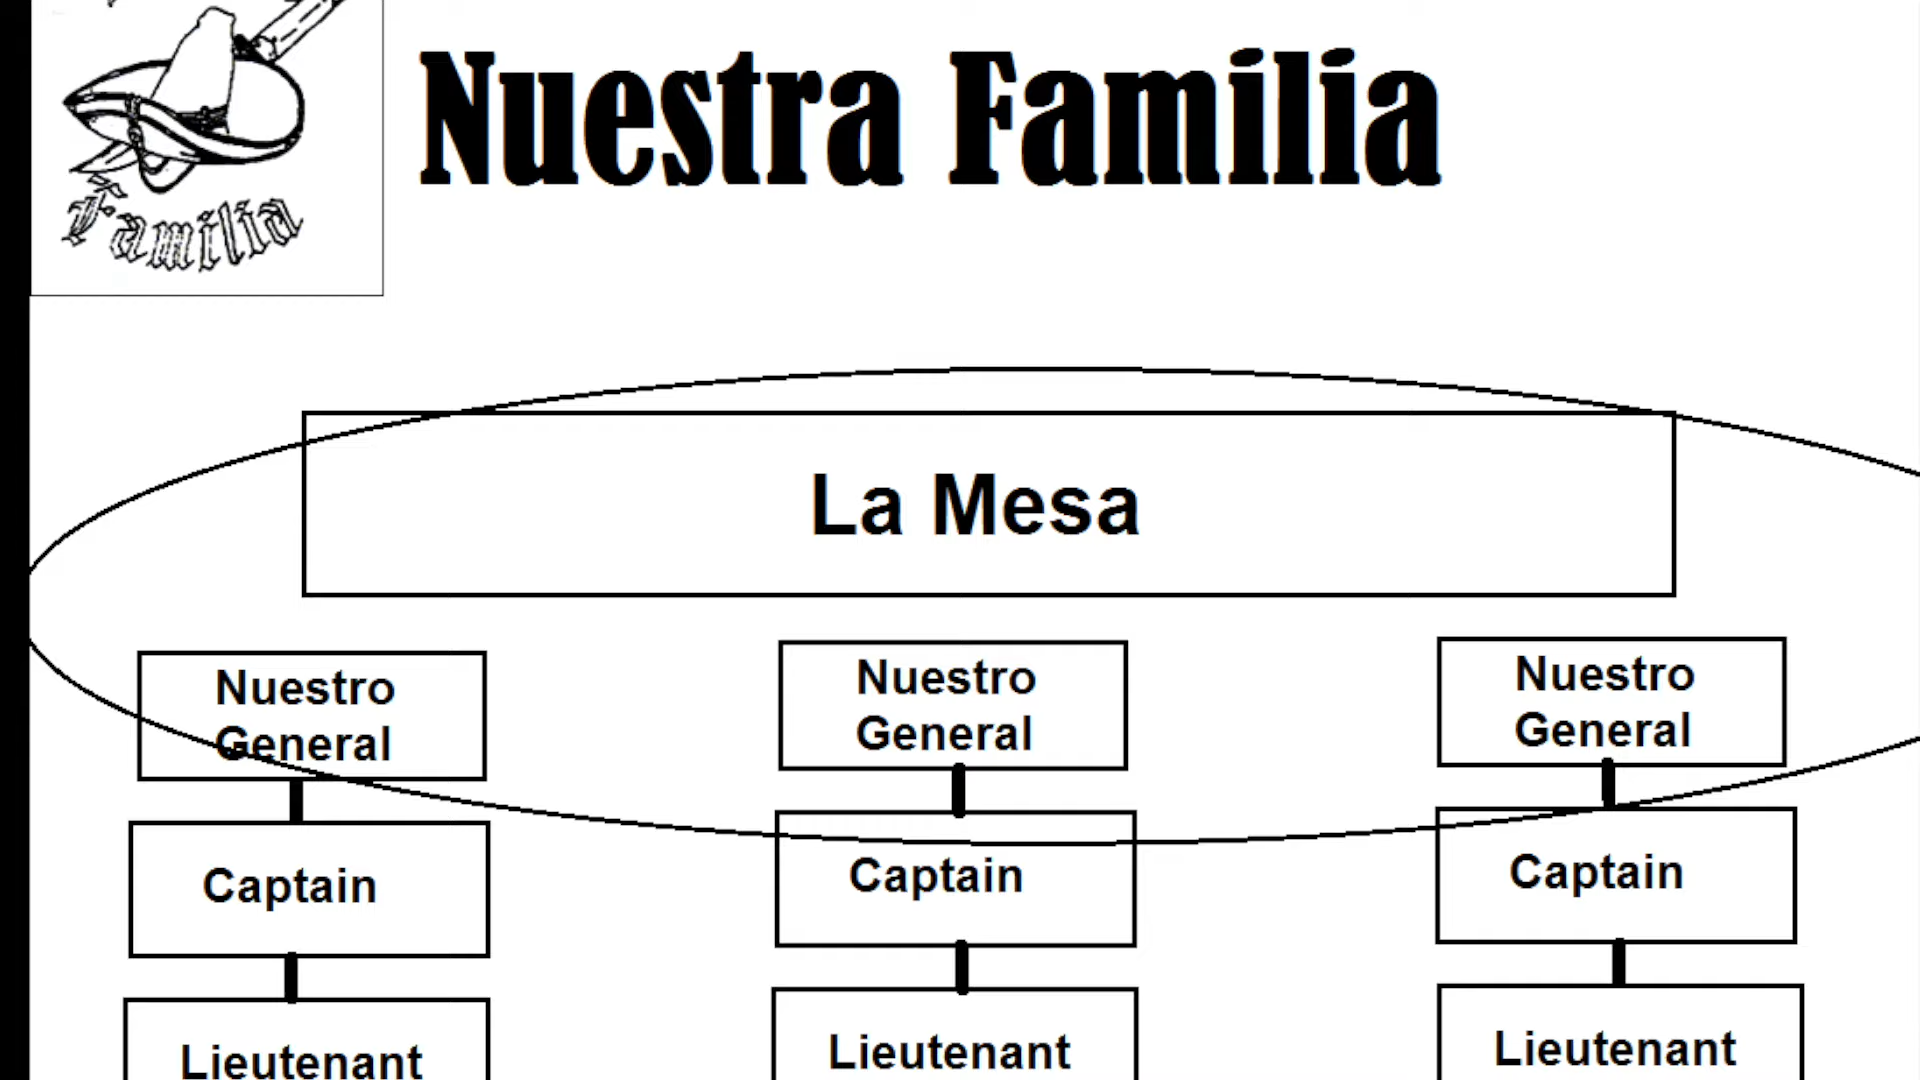 Nuestra Familia
Familia
La Mesa
Nuestro
General
Nuestro
General
Nuestro
General
Captain
Captain
Captain
Lieutenant
Lieutenant
Lieutenant